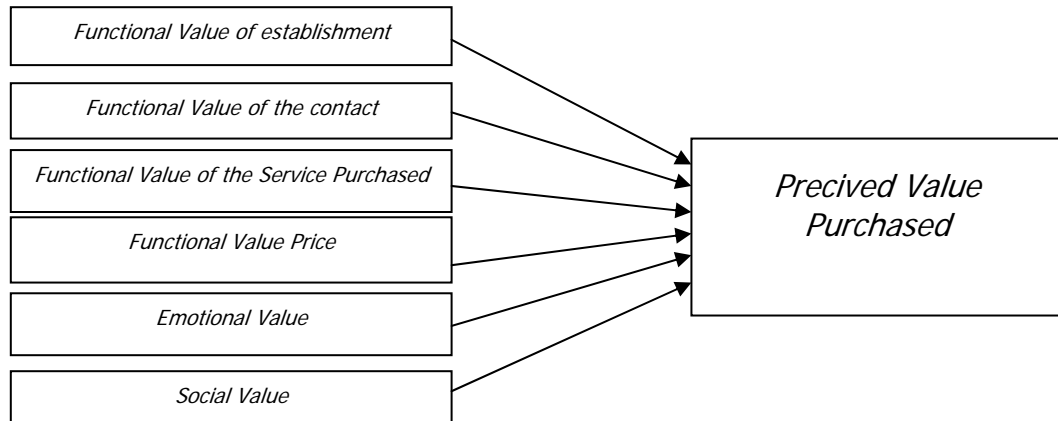 Functional Value of establishment
Functional Value of the contact
Functional Value of the Service Purchased
Functional Value Price
Emotional Value
Social Value
Precived Value
Purchased